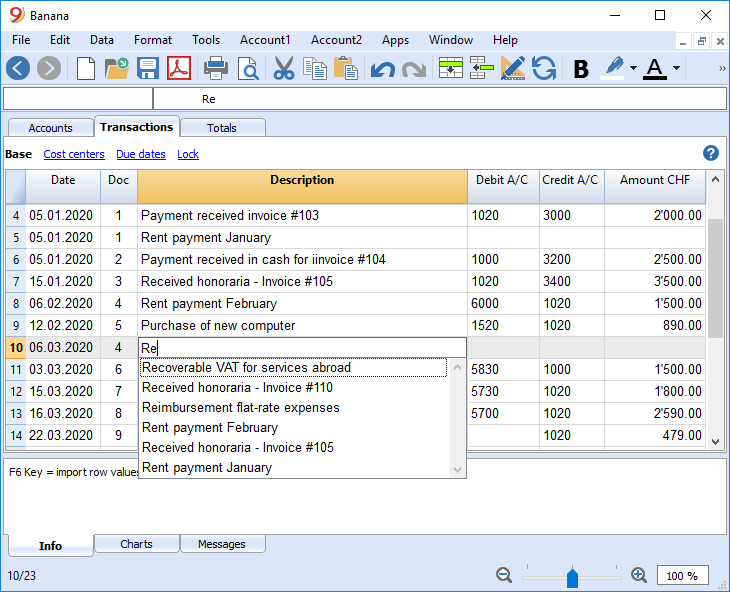 Banana
File Edit Data Format Tools Account1 Account2 Apps Window Help
B A »
Re
Accounts Transactions Totals
Base Cost centers Due dates Lock ?
Date Doc Description Debit A/C Credit A/C Amount CHF
4 05.01.2020 1 Payment received invoice #103 1020 3000 2'000.00
5 05.01.2020 1 Rent payment January
6 05.01.2020 2 Payment received in cash for iinvoice #104 1000 3200 2'500.00
7 15.01.2020 3 Received honoraria - Invoice #105 1020 3400 3'500.00
8 06.02.2020 4 Rent payment February 6000 1020 1'500.00
9 12.02.2020 5 Purchase of new computer 1520 1020 890.00
10 06.03.2020 4 Re
Recoverable VAT for services abroad
11 03.03.2020 6 5830 1000 1'500.00
Received honoraria - Invoice #110
12 15.03.2020 7 5730 1020 1'800.00
Reimbursement flat-rate expenses
13 16.03.2020 8 5700 1020 2'590.00
Rent payment February
14 22.03.2020 9 1020 479.00
Received honoraria - Invoice #105
Rent payment January
F6 Key = import row values
Info Charts Messages
10/23 100 %